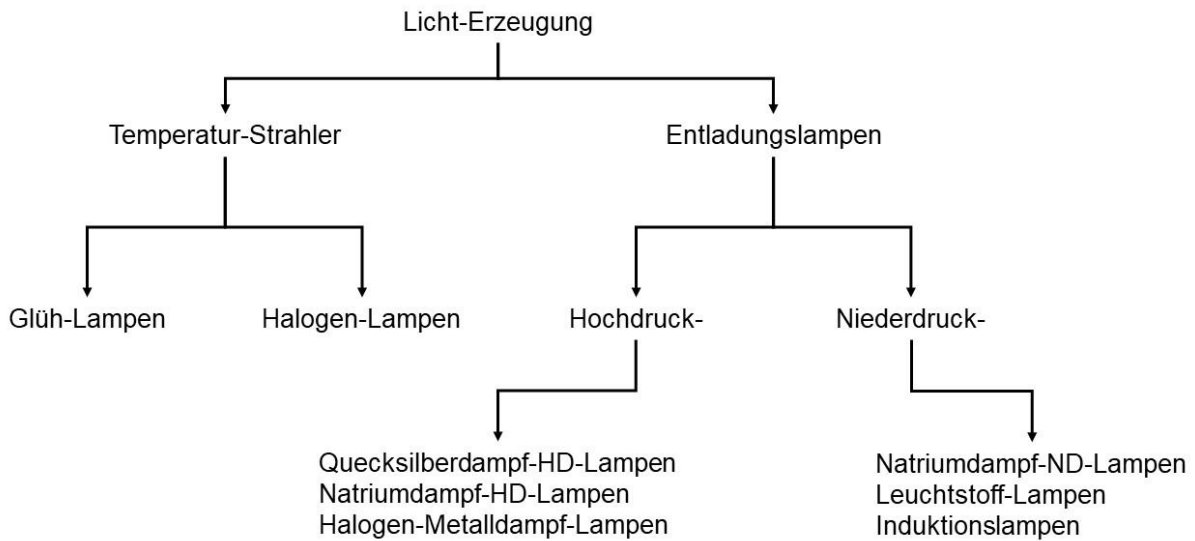 Licht-Erzeugung
Temperatur-Strahler
Entladungslampen
Glüh-Lampen
Halogen-Lampen
Hochdruck-
Niederdruck-
Quecksilberdampf-HD-Lampen
Natriumdampf-HD-Lampen
Halogen-Metalldampf-Lampen
Natriumdampf-ND-Lampen
Leuchtstoff-Lampen
Induktionslampen